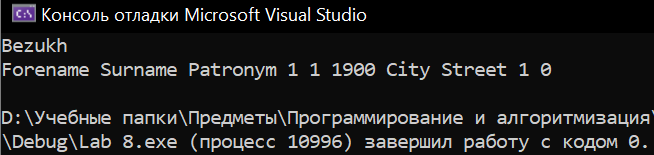 Консоль отладки Microsoft Visual Studio
Bezukh
Forename Surname Patronym 1 1 1900 City Street 1 0
D:\Учебные папки\Предметы\Программирование и алгоритмизация\
\Debug\Lab 8.exe (процесс 10996) завершил работу с кодом 0.